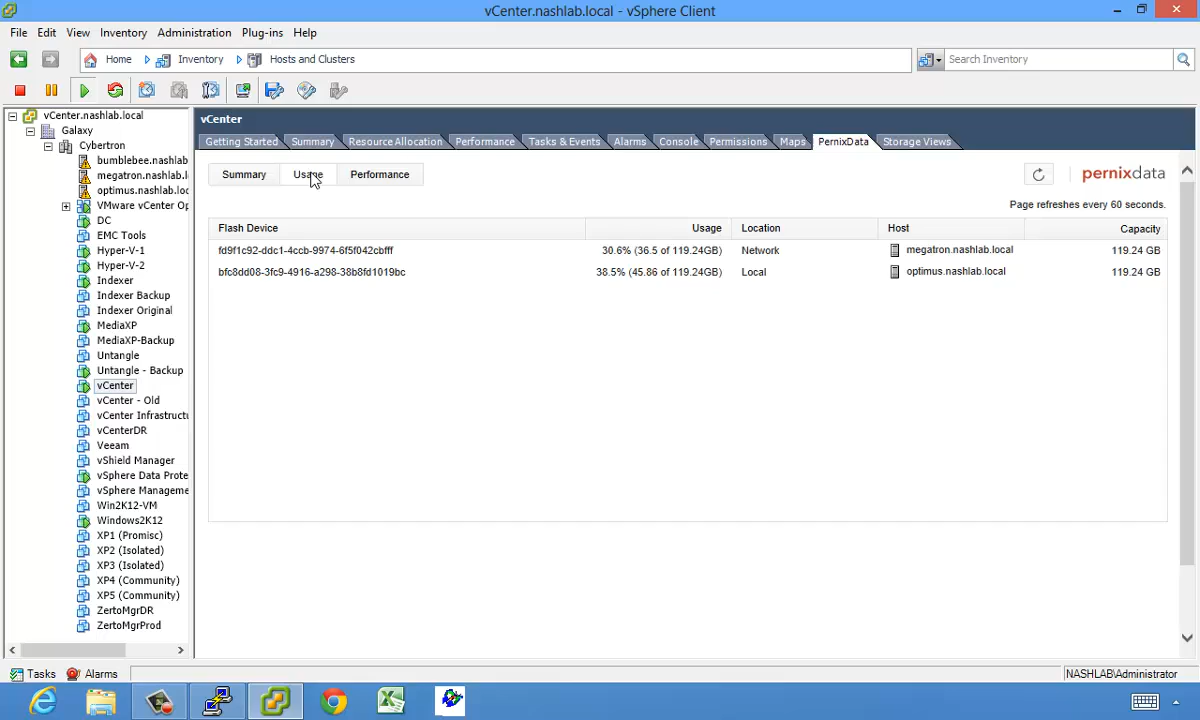 vCenter.nashlab.local - vSphere Client
File Edit View Inventory Administration Plug-ins Help
Home Inventory Hosts and Clusters
Search Inventory
vCenter.nashlab.local
Galaxy
Cybertron
bumblebee.nashlab
megatron.nashlab.l
optimus.nashlab.loc
VMware vCenter Op
DC
EMC Tools
Hyper-V-1
Hyper-V-2
Indexer
Indexer Backup
Indexer Original
MediaXP
MediaXP-Backup
Untangle
Untangle - Backup
vCenter
vCenter - Old
vCenter Infrastructu
vCenterDR
Veeam
vShield Manager
vSphere Data Prote
vSphere Manageme
Win2K12-VM
Windows2K12
XP1 (Promisc)
XP2 (Isolated)
XP3 (Isolated)
XP4 (Community)
XP5 (Community)
ZertoMgrDR
ZertoMgrProd
vCenter
Getting Started Summary Resource Allocation Performance Tasks & Events Alarms Console Permissions Maps PernixData Storage Views
Summary Usage Performance
pernixdata
Page refreshes every 60 seconds.
Flash Device Usage Location Host Capacity
fd9f1c92-ddc1-4ccb-9974-6f5f042cbfff 30.6% (36.5 of 119.24GB) Network megatron.nashlab.local 119.24 GB
bfc8dd08-3fc9-4916-a298-38b8fd1019bc 38.5% (45.86 of 119.24GB) Local optimus.nashlab.local 119.24 GB
Tasks Alarms
NASHLAB\Administrator